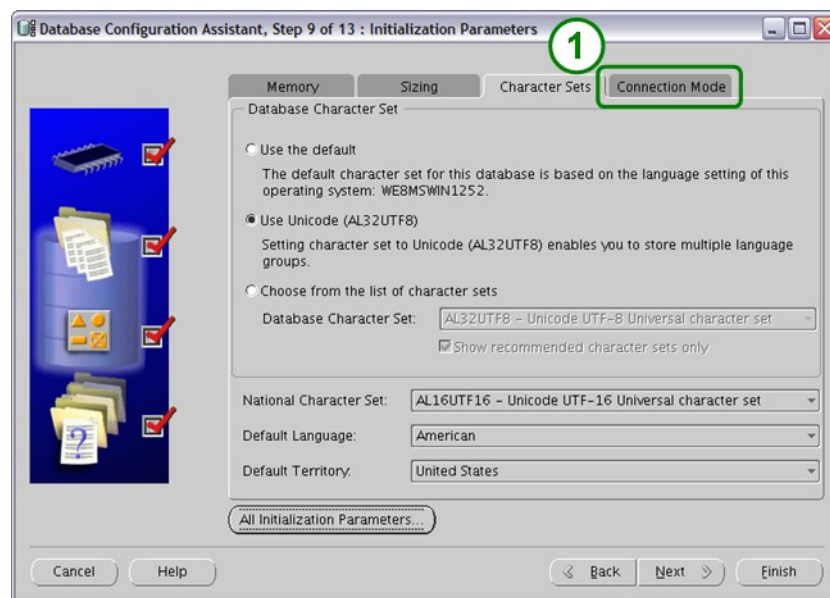 Database Configuration Assistant, Step 9 of 13 : Initialization Parameters
1
Memory Sizing Character Sets Connection Mode
Database Character Set
Use the default
The default character set for this database is based on the language setting of this
operating system: WE8MSWIN1252.
Use Unicode (AL32UTF8)
Setting character set to Unicode (AL32UTF8) enables you to store multiple language
groups.
Choose from the list of character sets
Database Character Set: AL32UTF8 - Unicode UTF-8 Universal character set
Show recommended character sets only
National Character Set: AL16UTF16 - Unicode UTF-16 Universal character set
Default Language: American
Default Territory: United States
?
All Initialization Parameters...
Cancel Help Back Next Finish